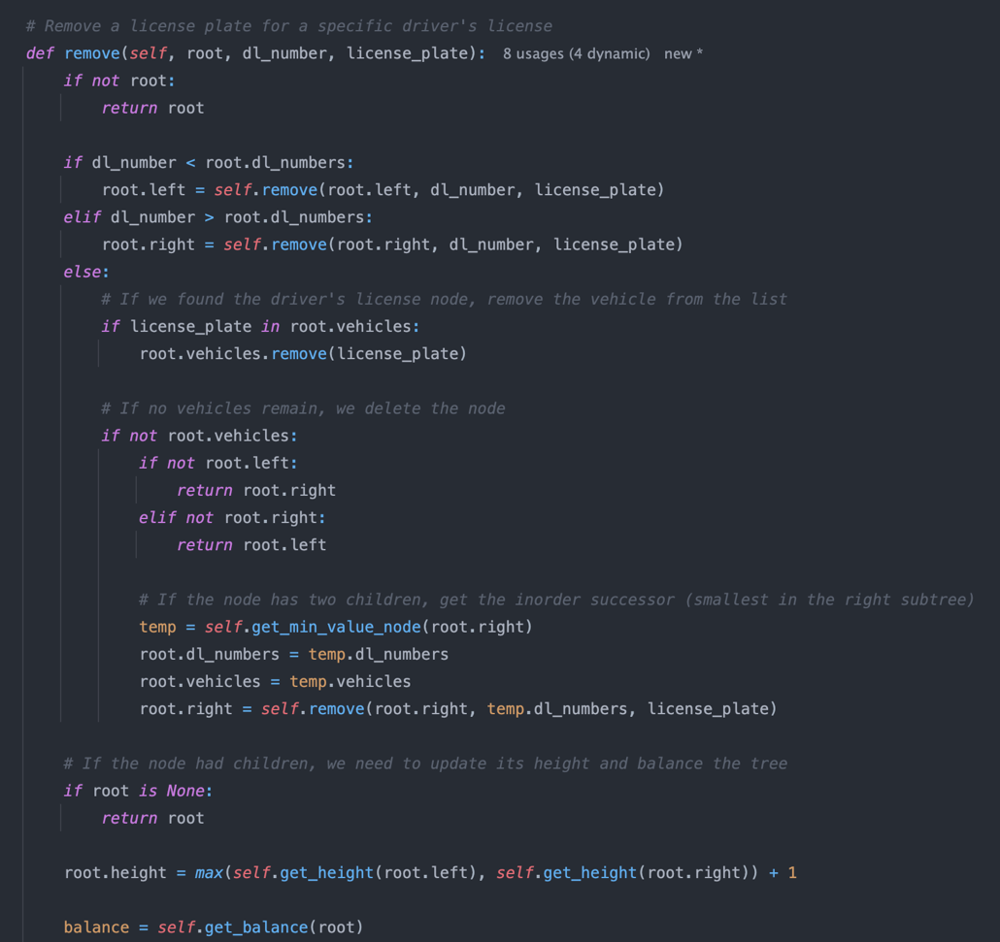 # Remove a license plate for a specific driver's license
def remove(self, root, dl_number, license_plate): 8 usages (4 dynamic) new *
    if not root:
        return root

    if dl_number < root.dl_numbers:
        root.left = self.remove(root.left, dl_number, license_plate)
    elif dl_number > root.dl_numbers:
        root.right = self.remove(root.right, dl_number, license_plate)
    else:
        # If we found the driver's license node, remove the vehicle from the list
        if license_plate in root.vehicles:
            root.vehicles.remove(license_plate)

        # If no vehicles remain, we delete the node
        if not root.vehicles:
            if not root.left:
                return root.right
            elif not root.right:
                return root.left

            # If the node has two children, get the inorder successor (smallest in the right subtree)
            temp = self.get_min_value_node(root.right)
            root.dl_numbers = temp.dl_numbers
            root.vehicles = temp.vehicles
            root.right = self.remove(root.right, temp.dl_numbers, license_plate)

    # If the node had children, we need to update its height and balance the tree
    if root is None:
        return root

    root.height = max(self.get_height(root.left), self.get_height(root.right)) + 1

    balance = self.get_balance(root)